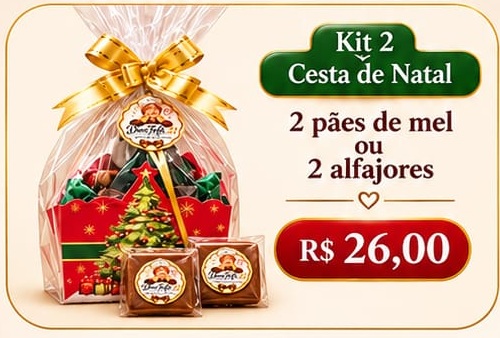 Kit 2
Cesta de Natal
2 pães de mel
ou
2 alfajores
R$ 26,00